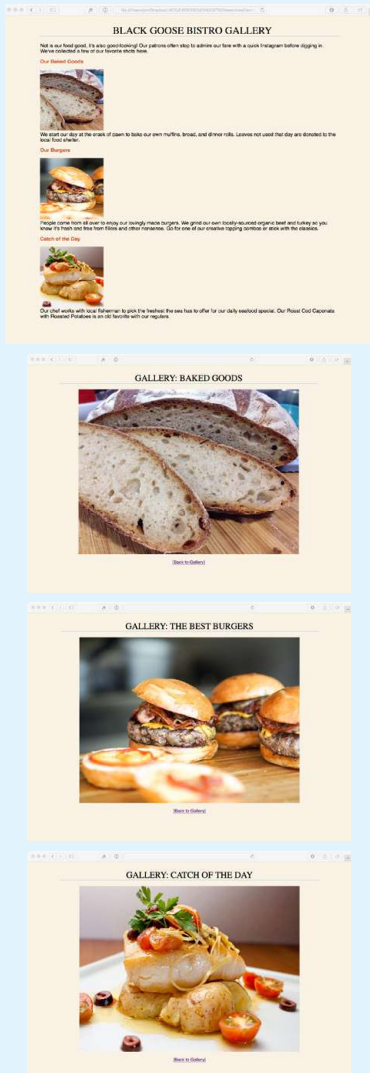 BLACK GOOSE BISTRO GALLERY
Not is our food good, it's also good-looking! Our patrons often stop to admire our fare with a quick Instagram before digging in.
We've collected a few of our favorite shots here.
Our Baked Goods
We start our day at the crack of dawn to bake our own muffins, bread, and dinner rolls. Leaves not used that day are donated to the
local food shelter.
Our Burgers
People come from all over to enjoy our lovingly made burgers. We grind our own locally-sourced organic beef and turkey so you
know it's fresh and free from fillers and other nonsense. Go for one of our creative topping combos or stick with the classics.
Catch of the Day
Our chef works with local fisherman to pick the freshest the sea has to offer for our daily seafood special. Our Roast Cod Caponata
with Roasted Potatoes is an old favorite with our regulars.
GALLERY: BAKED GOODS
[Back to Gallery]
GALLERY: THE BEST BURGERS
[Back to Gallery]
GALLERY: CATCH OF THE DAY
[Back to Gallery]